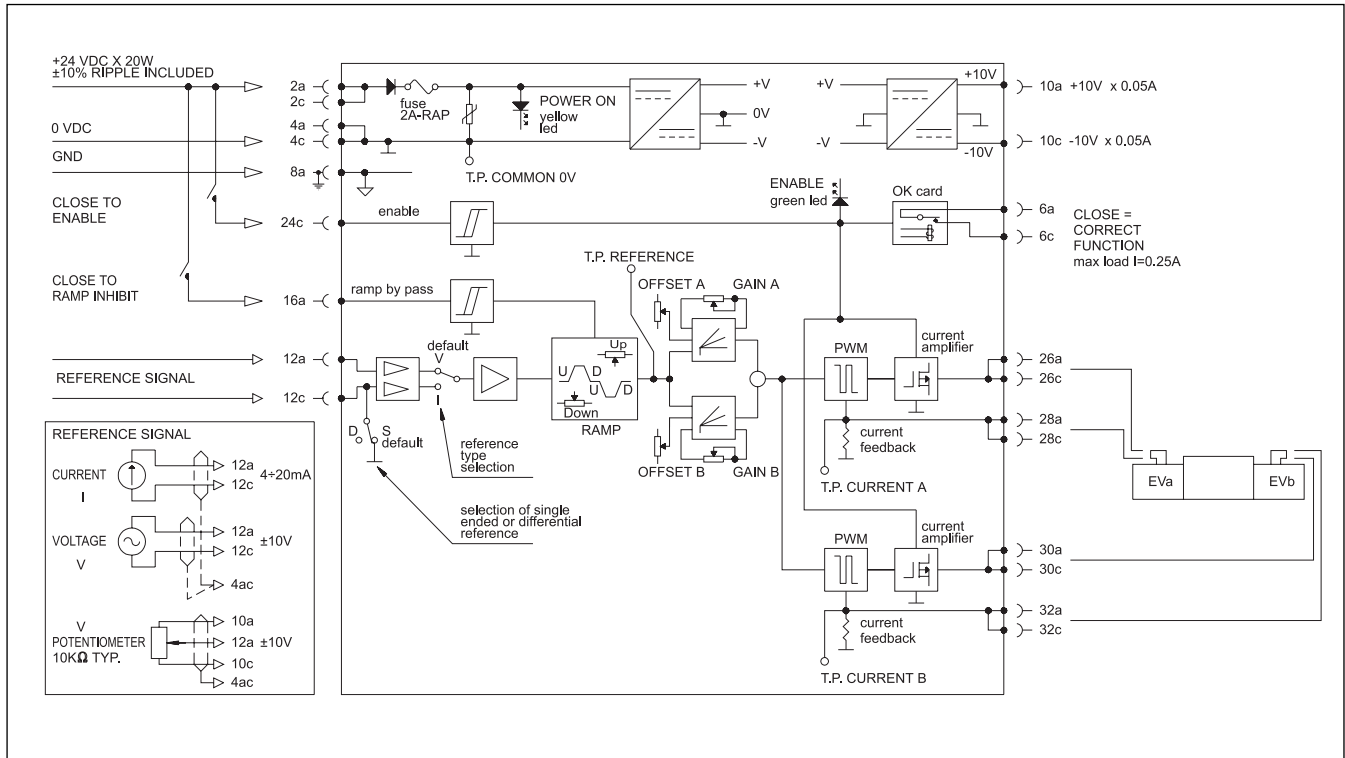 +24 VDC X 20W
±10% RIPPLE INCLUDED
0 VDC
GND
CLOSE TO
ENABLE
CLOSE TO
RAMP INHIBIT
REFERENCE SIGNAL
2a
2c
4a
4c
8a
24c
16a
12a
12c
fuse
2A-RAP
POWER ON
yellow
led
T.P. COMMON 0V
+V
0V
-V
+V
-V
+10V
-10V
10a +10V x 0.05A
10c -10V x 0.05A
enable
ENABLE
green led
OK card
6a
6c
CLOSE =
CORRECT
FUNCTION
max load I=0.25A
ramp by pass
T.P. REFERENCE
OFFSET A
GAIN A
default
V
I
Up
U D
U D
Down
RAMP
OFFSET B
GAIN B
D S
default
reference
type
selection
selection of single
ended or differential
reference
PWM
current
amplifier
26a
26c
28a
28c
current
feedback
T.P. CURRENT A
EVa
EVb
PWM
current
amplifier
30a
30c
32a
32c
current
feedback
T.P. CURRENT B
REFERENCE SIGNAL
CURRENT
I
12a
12c
4÷20mA
VOLTAGE
V
12a
12c
±10V
4ac
V
POTENTIOMETER
10KΩ TYP.
10a
12a ±10V
10c
4ac